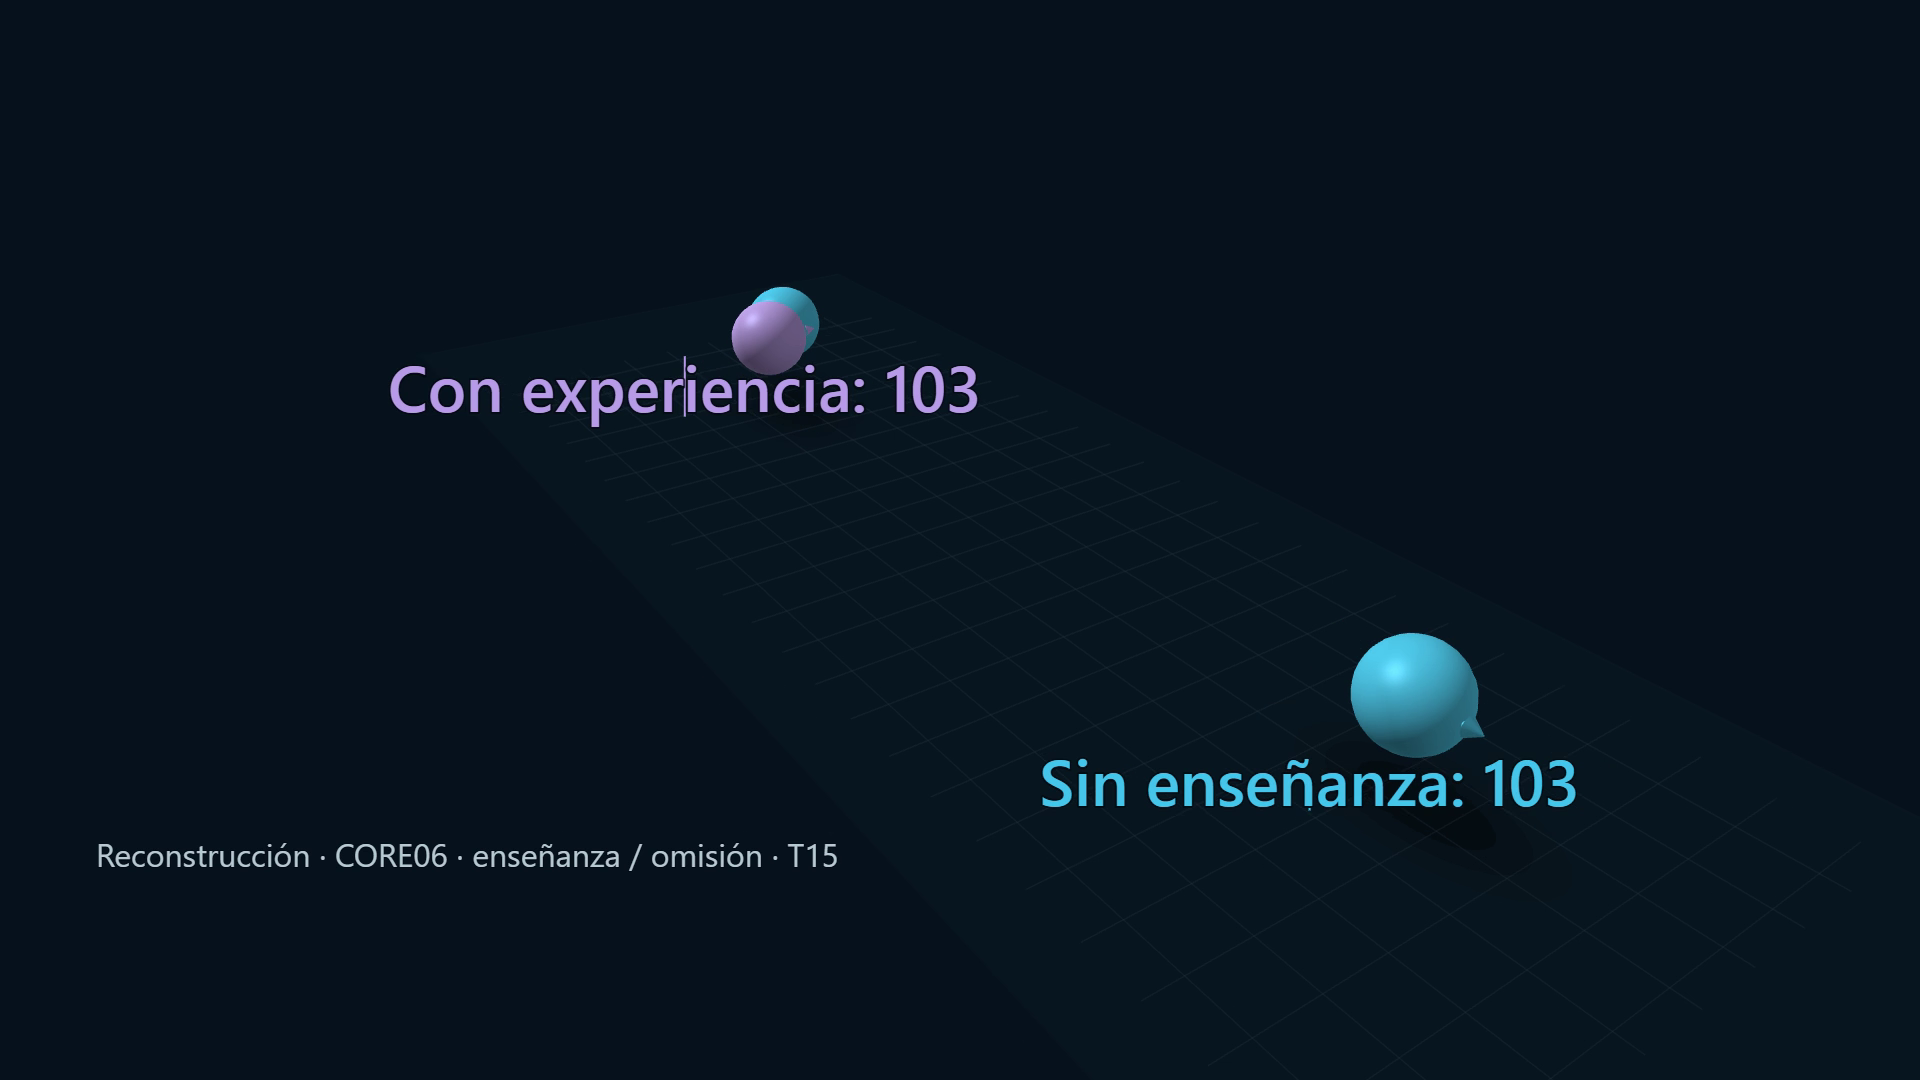 Con experiencia: 103
Sin enseñanza: 103
Reconstrucción · CORE06 · enseñanza / omisión · T15